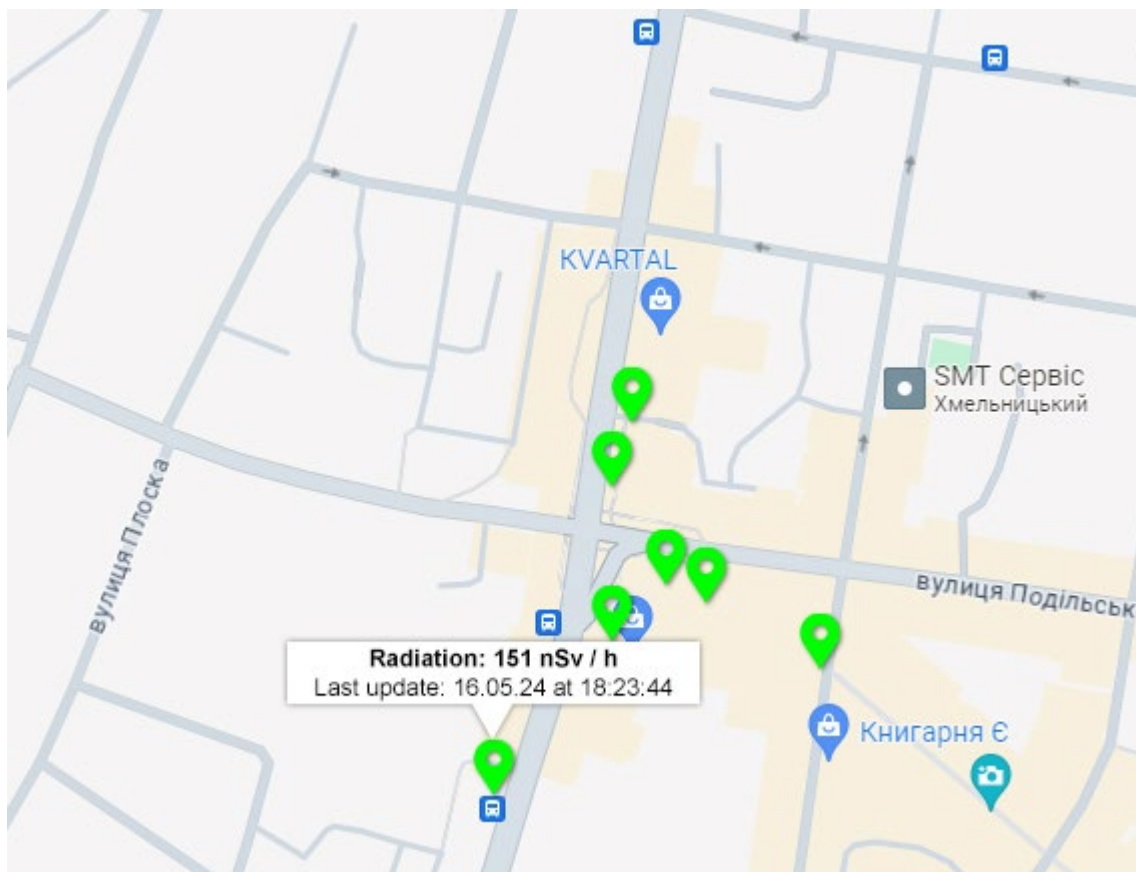 KVARTAL
SMT Сервіс
Хмельницький
вулиця Плоска
вулиця Подільськ
Radiation: 151 nSv / h
Last update: 16.05.24 at 18:23:44
Книгарня Є